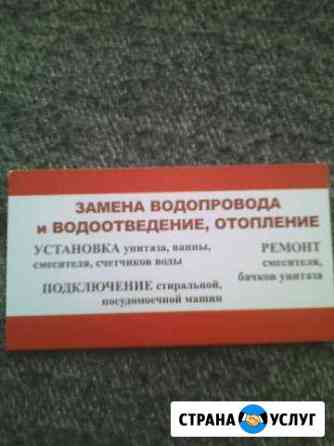 ЗАМЕНА ВОДОПРОВОДА
и ВОДООТВЕДЕНИЕ, ОТОПЛЕНИЕ
УСТАНОВКА унитаза, ванны,
смесителя, счетчиков воды
ПОДКЛЮЧЕНИЕ стиральной,
посудомоечной машин
РЕМОНТ
смесителя,
бачков унитаза
СТРАНА УСЛУГ